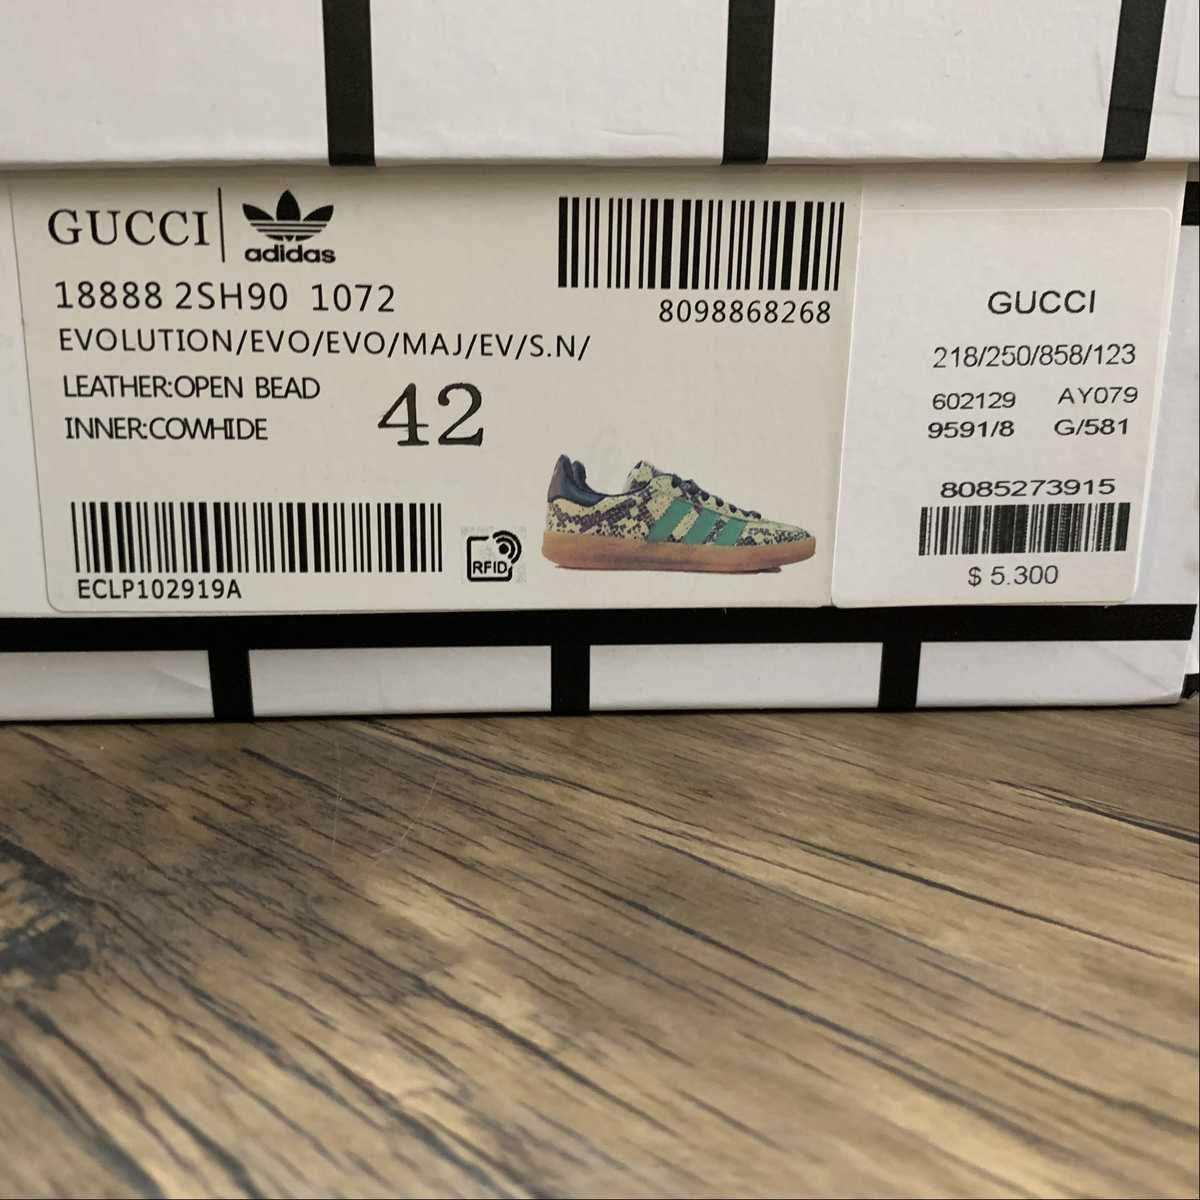 GUCCI
adidas
18888 2SH90 1072
EVOLUTION/EVO/EVO/MAJ/EV/S.N/
LEATHER:OPEN BEAD
INNER:COWHIDE
42
8098868268
ECLP102919A
RFID
GUCCI
218/250/858/123
602129 AY079
9591/8 G/581
8085273915
$ 5.300